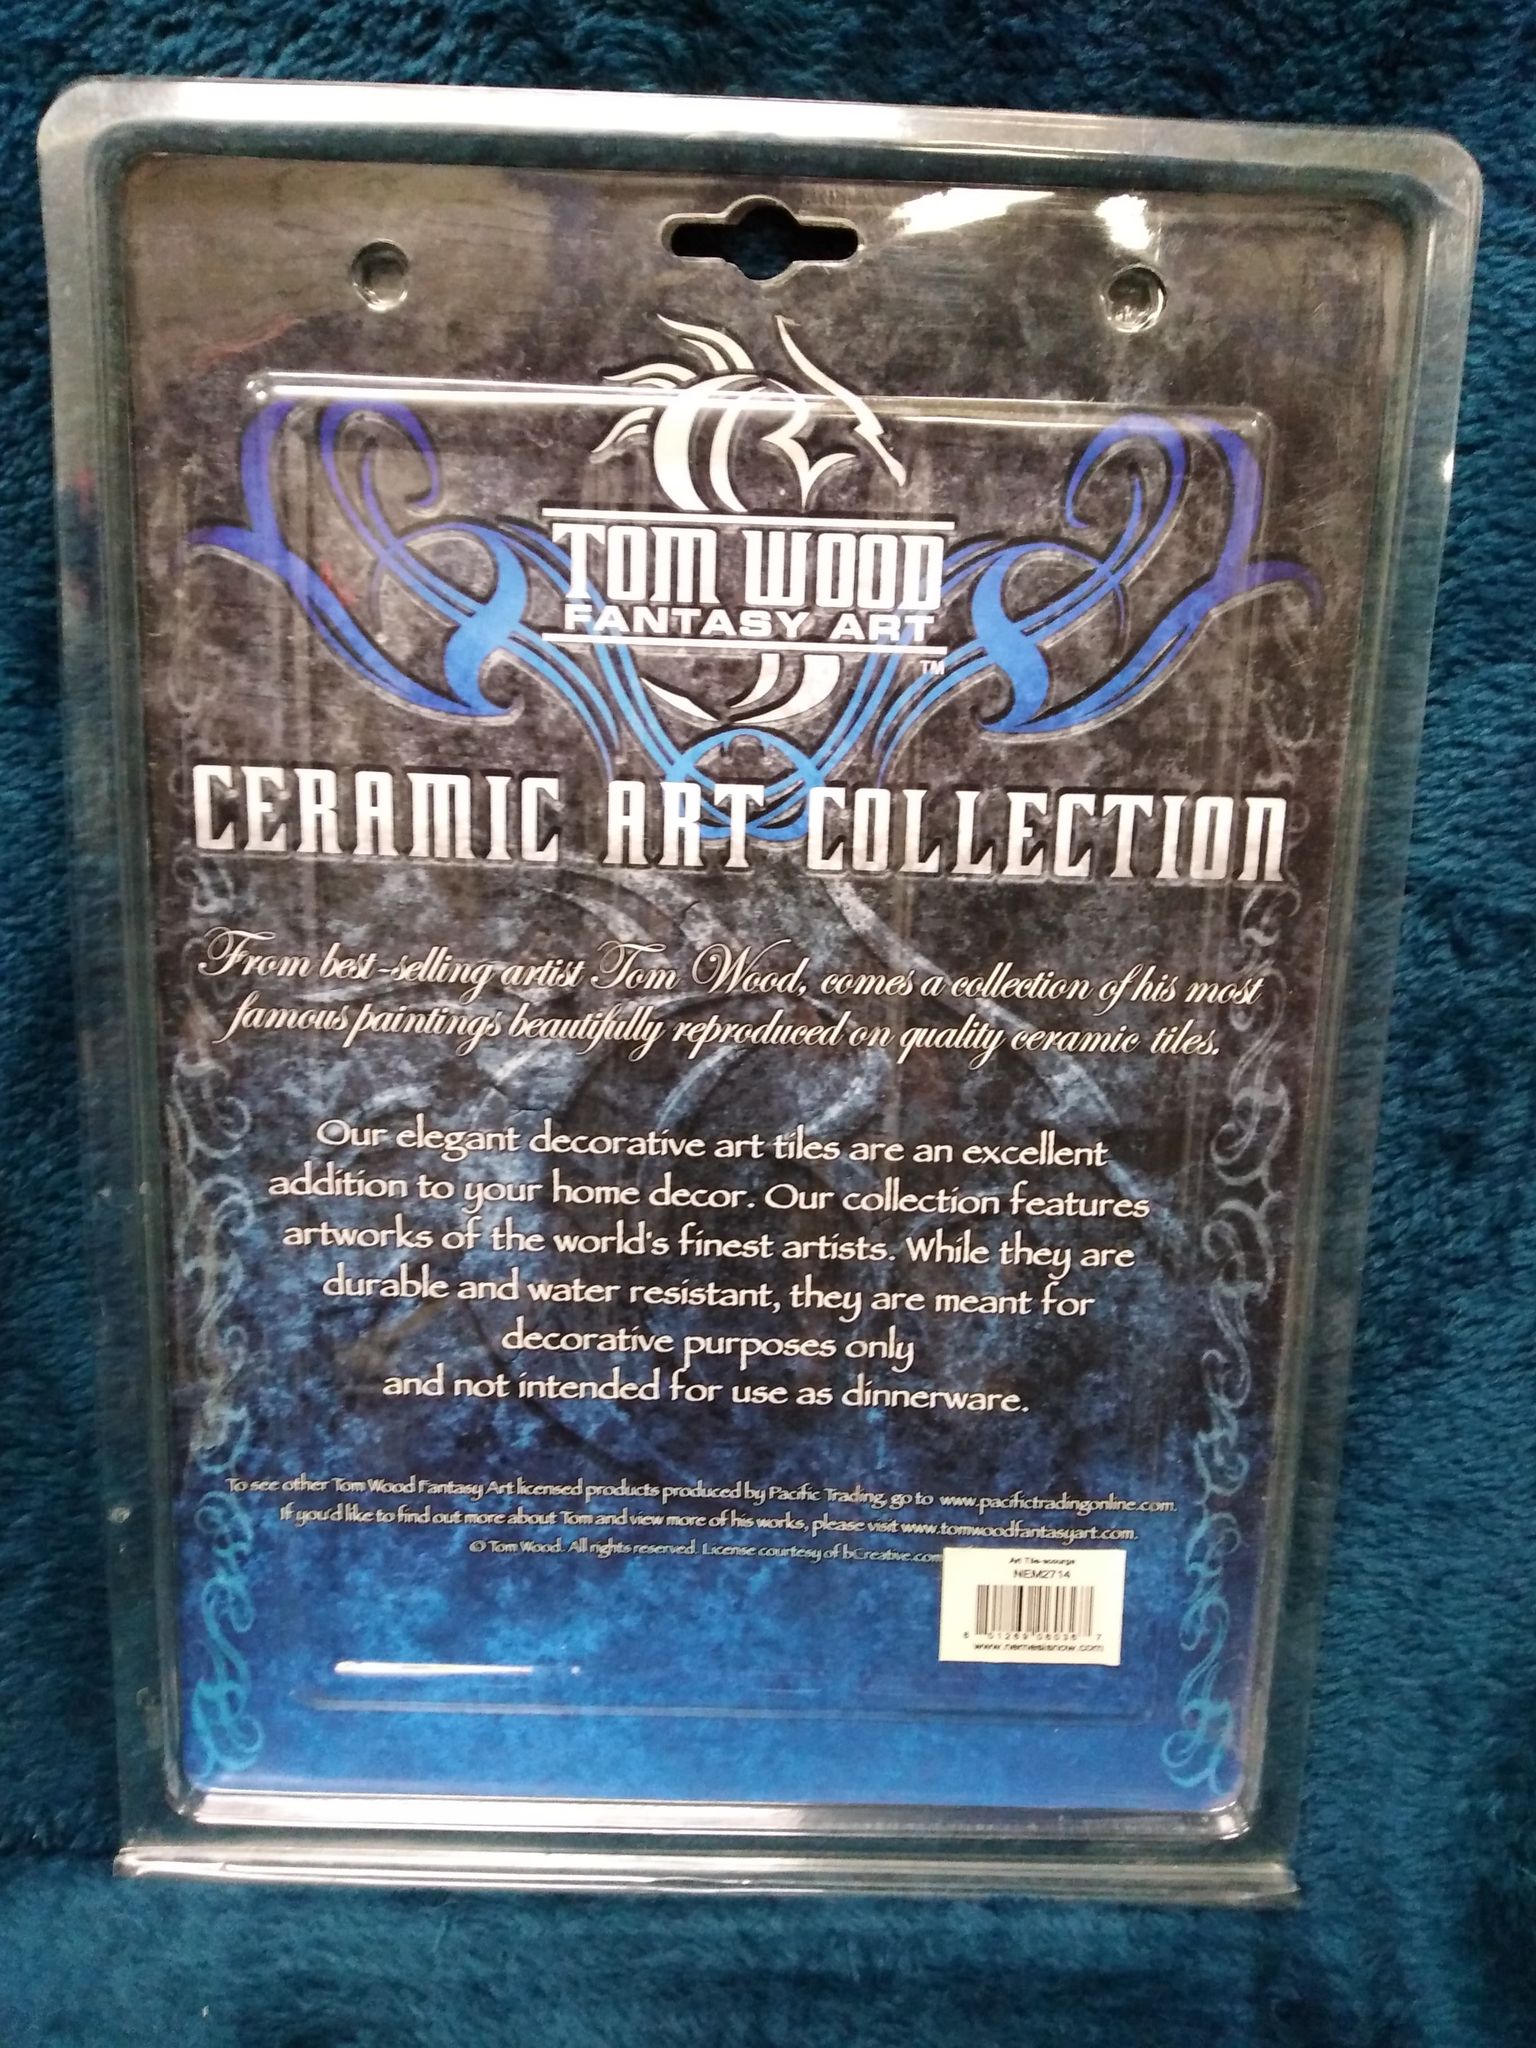 TOM WOOD
FANTASY ART
TM
CERAMIC ART COLLECTION
From best-selling artist Tom Wood, comes a collection of his most
famous paintings beautifully reproduced on quality ceramic tiles.
Our elegant decorative art tiles are an excellent
addition to your home decor. Our collection features
artworks of the world's finest artists. While they are
durable and water resistant, they are meant for
decorative purposes only
and not intended for use as dinnerware.
To see other Tom Wood Fantasy Art licensed products produced by Pacific Trading, go to www.pacifictradingonline.com.
If you'd like to find out more about Tom and view more of his works, please visit www.tomwoodfantasyart.com.
© Tom Wood. All rights reserved. License courtesy of bCreative.com
Art Tile-scourge
NEM2714
www.nemesisnow.com